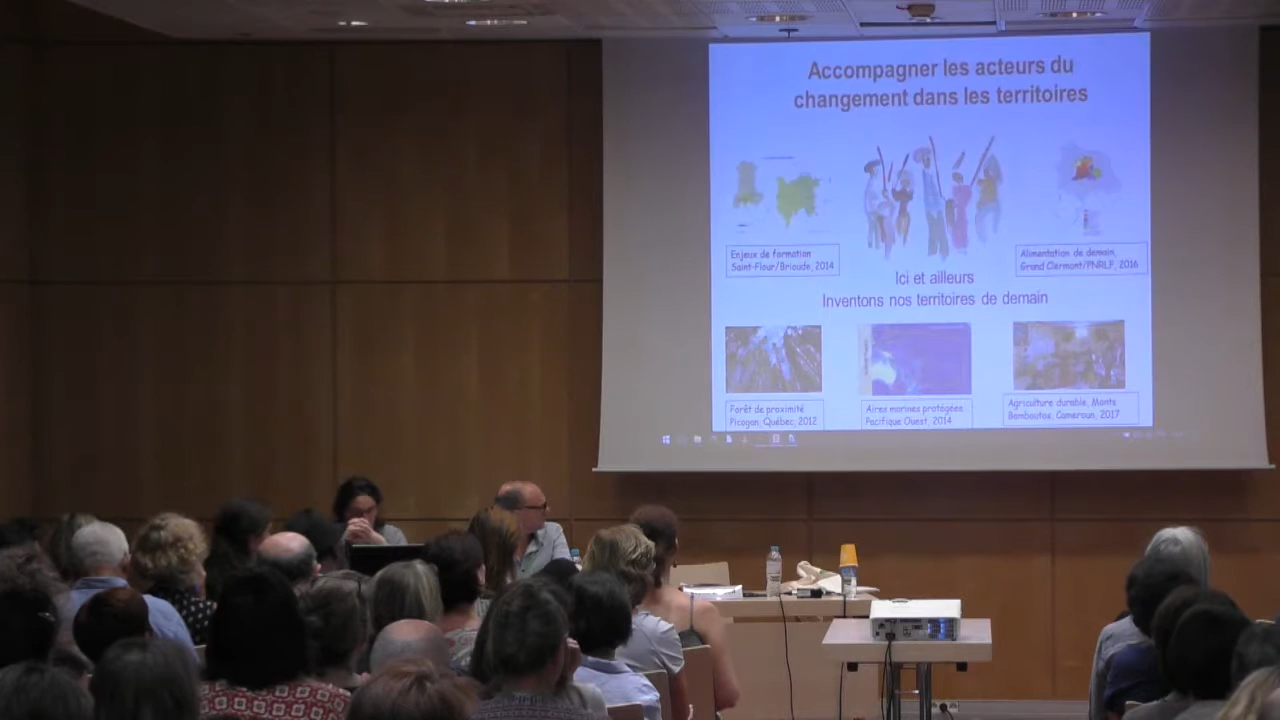 Accompagner les acteurs du
changement dans les territoires
Enjeux de formation
Saint-Flour/Brioude, 2014
Alimentation de demain,
Grand Clermont/PNRLF, 2016
Ici et ailleurs
Inventons nos territoires de demain
Forêt de proximité
Picogan, Québec, 2012
Aires marines protégées
Pacifique Ouest, 2014
Agriculture durable, Monts
Bamboutos, Cameroun, 2017